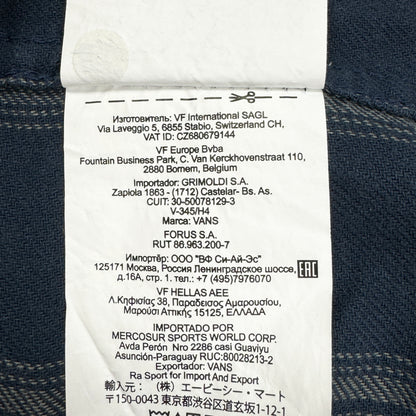 Изготовитель: VF International SAGL
Via Laveggio 5, 6855 Stabio, Switzerland CH,
VAT ID: CZ680679144
VF Europe Bvba
Fountain Business Park, C. Van Kerckhovenstraat 110,
2880 Bornem, Belgium
Importador: GRIMOLDI S.A.
Zapiola 1863 - (1712) Castelar- Bs. As.
CUIT: 30-50078129-3
V-345/H4
Marca: VANS
FORUS S.A.
RUT 86.963.200-7
Импортёр: ООО "ВФ Си-Ай-Эс"
125171 Москва, Россия Ленинградское шоссе,
д.16А, стр. 1. тел.: +7 (495)7976070
EAC
VF HELLAS AEE
Λ.Κηφισίας 38, Παραδεισος Αμαρουσίου,
Μαρούσι Αττικής 15125, ΕΛΛΑΔΑ
IMPORTADO POR
MERCOSUR SPORTS WORLD CORP.
Avda Perón Nro. 2286 casi Guaviyu
Asunción-Paraguay RUC:80028213-2
Exportador: VANS
Ra Sport for Import And Export
輸入元: (株) エービーシー・マート
〒150-0043 東京都渋谷区道玄坂1-12-1